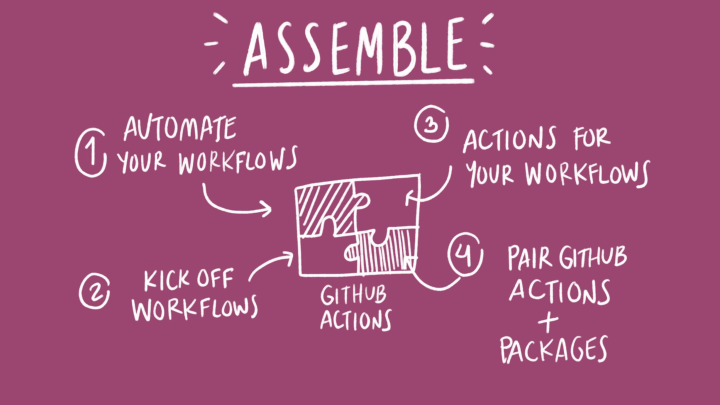 ASSEMBLE
1 AUTOMATE
YOUR WORKFLOWS
2 KICK OFF
WORKFLOWS
3 ACTIONS FOR
YOUR WORKFLOWS
4 PAIR GITHUB
ACTIONS
+
PACKAGES
GITHUB
ACTIONS